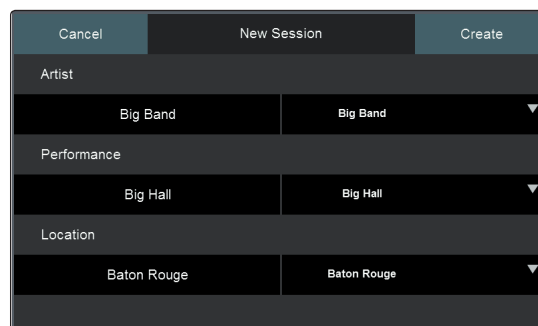 Cancel New Session Create
Artist
Big Band Big Band
Performance
Big Hall Big Hall
Location
Baton Rouge Baton Rouge